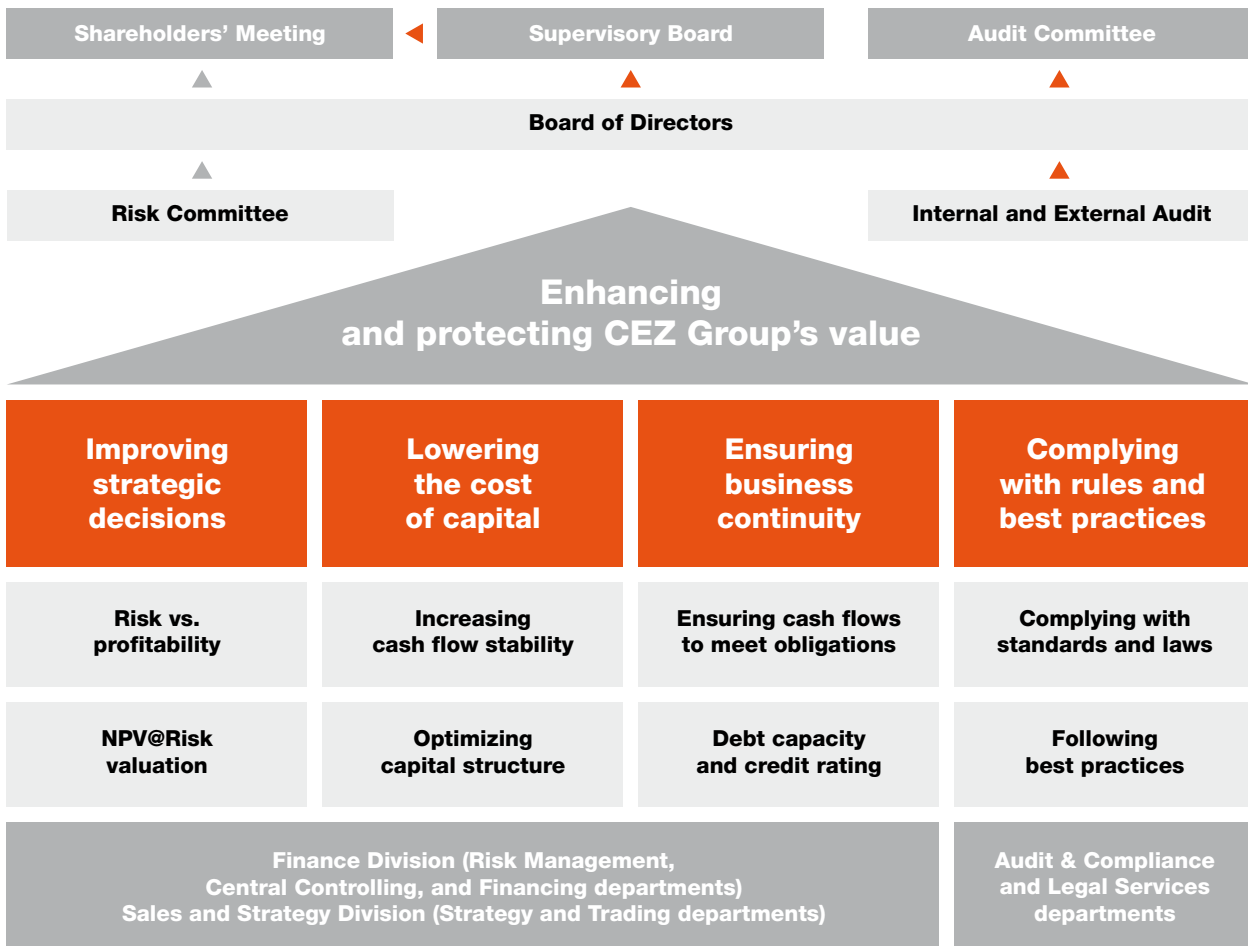 Shareholders' Meeting
Supervisory Board
Audit Committee
Board of Directors
Risk Committee
Internal and External Audit
Enhancing
and protecting CEZ Group's value
Improving
strategic
decisions
Lowering
the cost
of capital
Ensuring
business
continuity
Complying
with rules and
best practices
Risk vs.
profitability
Increasing
cash flow stability
Ensuring cash flows
to meet obligations
Complying with
standards and laws
NPV@Risk
valuation
Optimizing
capital structure
Debt capacity
and credit rating
Following
best practices
Finance Division (Risk Management,
Central Controlling, and Financing departments)
Sales and Strategy Division (Strategy and Trading departments)
Audit & Compliance
and Legal Services
departments